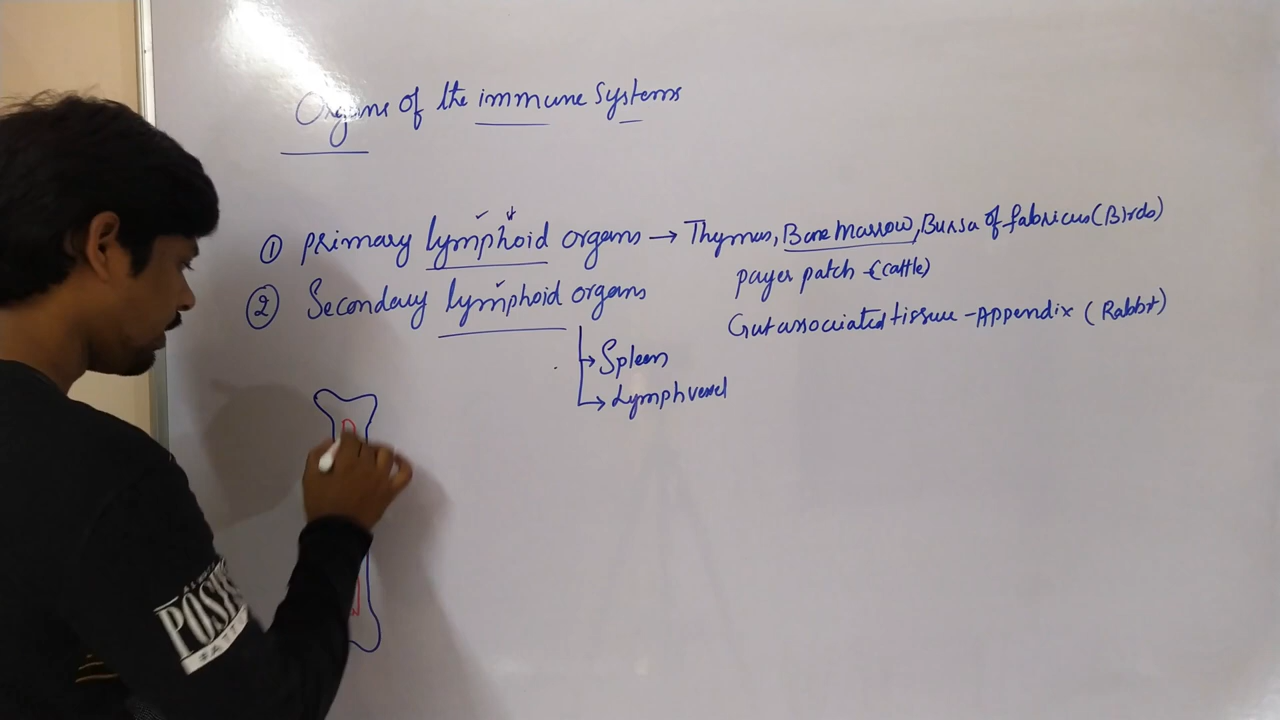 Organs of the immune Systems
① primary lymphoid organs → Thymus, Bone Marrow, Bursa of fabricus (Birds)
payer patch - (cattle)
Gut associated tissue - Appendix (Rabbit)
② Secondary lymphoid organs
→ Spleen
→ Lymph vessel
POSI